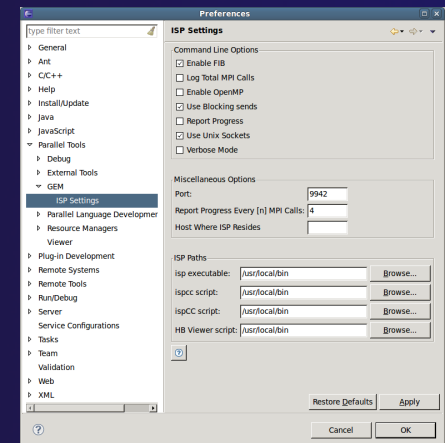 Preferences
type filter text
General
Ant
C/C++
Help
Install/Update
Java
JavaScript
Parallel Tools
Debug
External Tools
GEM
ISP Settings
Parallel Language Developmer
Resource Managers
Viewer
Plug-in Development
Remote Systems
Remote Tools
Run/Debug
Server
Service Configurations
Tasks
Team
Validation
Web
XML
ISP Settings
Command Line Options
Enable FIB
Log Total MPI Calls
Enable OpenMP
Use Blocking sends
Report Progress
Use Unix Sockets
Verbose Mode
Miscellaneous Options
Port: 9942
Report Progress Every [n] MPI Calls: 4
Host Where ISP Resides
ISP Paths
isp executable: /usr/local/bin Browse...
ispcc script: /usr/local/bin Browse...
ispCC script: /usr/local/bin Browse...
HB Viewer script: /usr/local/bin Browse...
Restore Defaults Apply
Cancel OK